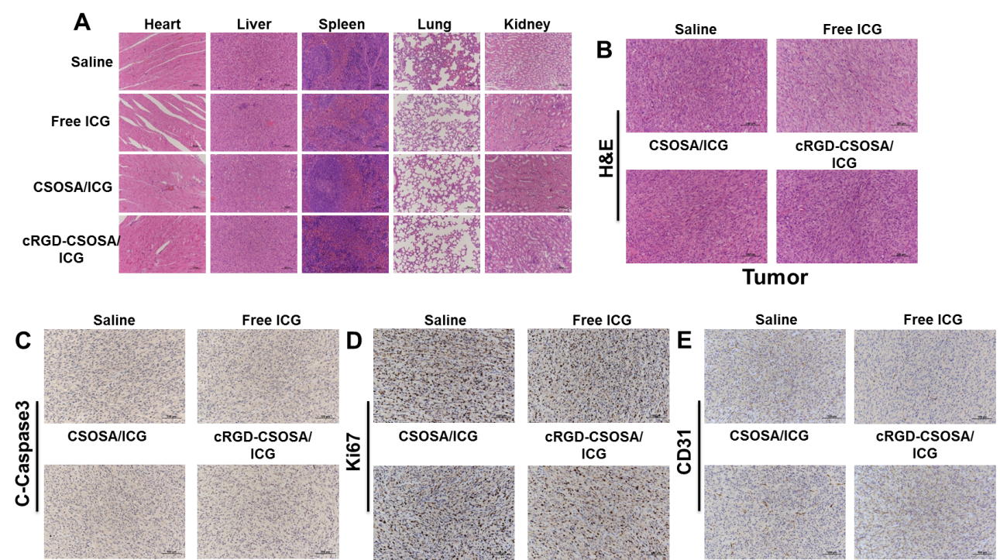 A
Heart Liver Spleen Lung Kidney
Saline
Free ICG
CSOSA/ICG
cRGD-CSOSA/
ICG
B
Saline Free ICG
H&E
CSOSA/ICG cRGD-CSOSA/
ICG
Tumor
C
Saline Free ICG
C-Caspase3
CSOSA/ICG cRGD-CSOSA/
ICG
D
Saline Free ICG
Ki67
CSOSA/ICG cRGD-CSOSA/
ICG
E
Saline Free ICG
CD31
CSOSA/ICG cRGD-CSOSA/
ICG